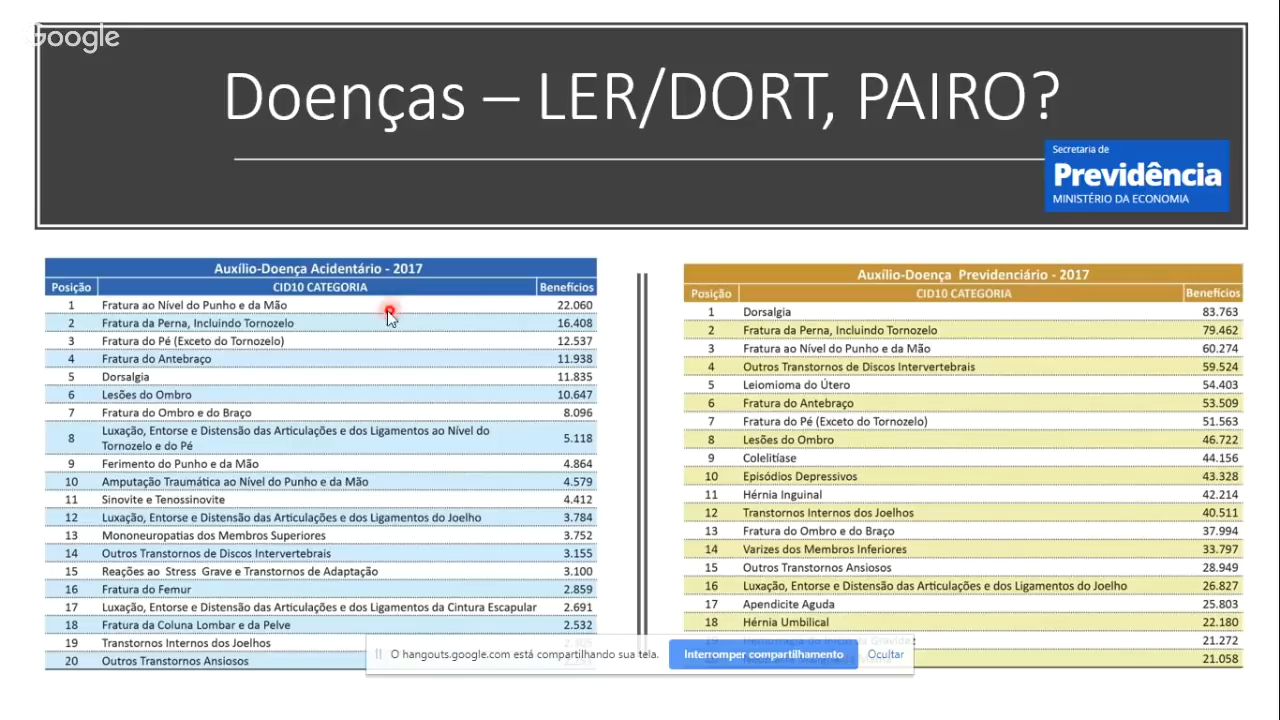 Google
Doenças – LER/DORT, PAIRO?
Secretaria de
Previdência
MINISTÉRIO DA ECONOMIA
Auxílio-Doença Acidentário - 2017
Posição CID10 CATEGORIA Benefícios
1 Fratura ao Nível do Punho e da Mão 22.060
2 Fratura da Perna, Incluindo Tornozelo 16.408
3 Fratura do Pé (Exceto do Tornozelo) 12.537
4 Fratura do Antebraço 11.938
5 Dorsalgia 11.835
6 Lesões do Ombro 10.647
7 Fratura do Ombro e do Braço 8.096
8 Luxação, Entorse e Distensão das Articulações e dos Ligamentos ao Nível do
Tornozelo e do Pé 5.118
9 Ferimento do Punho e da Mão 4.864
10 Amputação Traumática ao Nível do Punho e da Mão 4.579
11 Sinovite e Tenossinovite 4.412
12 Luxação, Entorse e Distensão das Articulações e dos Ligamentos do Joelho 3.784
13 Mononeuropatias dos Membros Superiores 3.752
14 Outros Transtornos de Discos Intervertebrais 3.155
15 Reações ao Stress Grave e Transtornos de Adaptação 3.100
16 Fratura do Femur 2.859
17 Luxação, Entorse e Distensão das Articulações e dos Ligamentos da Cintura Escapular 2.691
18 Fratura da Coluna Lombar e da Pelve 2.532
19 Transtornos Internos dos Joelhos
20 Outros Transtornos Ansiosos
Auxílio-Doença Previdenciário - 2017
Posição CID10 CATEGORIA Benefícios
1 Dorsalgia 83.763
2 Fratura da Perna, Incluindo Tornozelo 79.462
3 Fratura ao Nível do Punho e da Mão 60.274
4 Outros Transtornos de Discos Intervertebrais 59.524
5 Leiomioma do Útero 54.403
6 Fratura do Antebraço 53.509
7 Fratura do Pé (Exceto do Tornozelo) 51.563
8 Lesões do Ombro 46.722
9 Colelitíase 44.156
10 Episódios Depressivos 43.328
11 Hérnia Inguinal 42.214
12 Transtornos Internos dos Joelhos 40.511
13 Fratura do Ombro e do Braço 37.994
14 Varizes dos Membros Inferiores 33.797
15 Outros Transtornos Ansiosos 28.949
16 Luxação, Entorse e Distensão das Articulações e dos Ligamentos do Joelho 26.827
17 Apendicite Aguda 25.803
18 Hérnia Umbilical 22.180
21.272
21.058
O hangouts.google.com está compartilhando sua tela. Interromper compartilhamento Ocultar